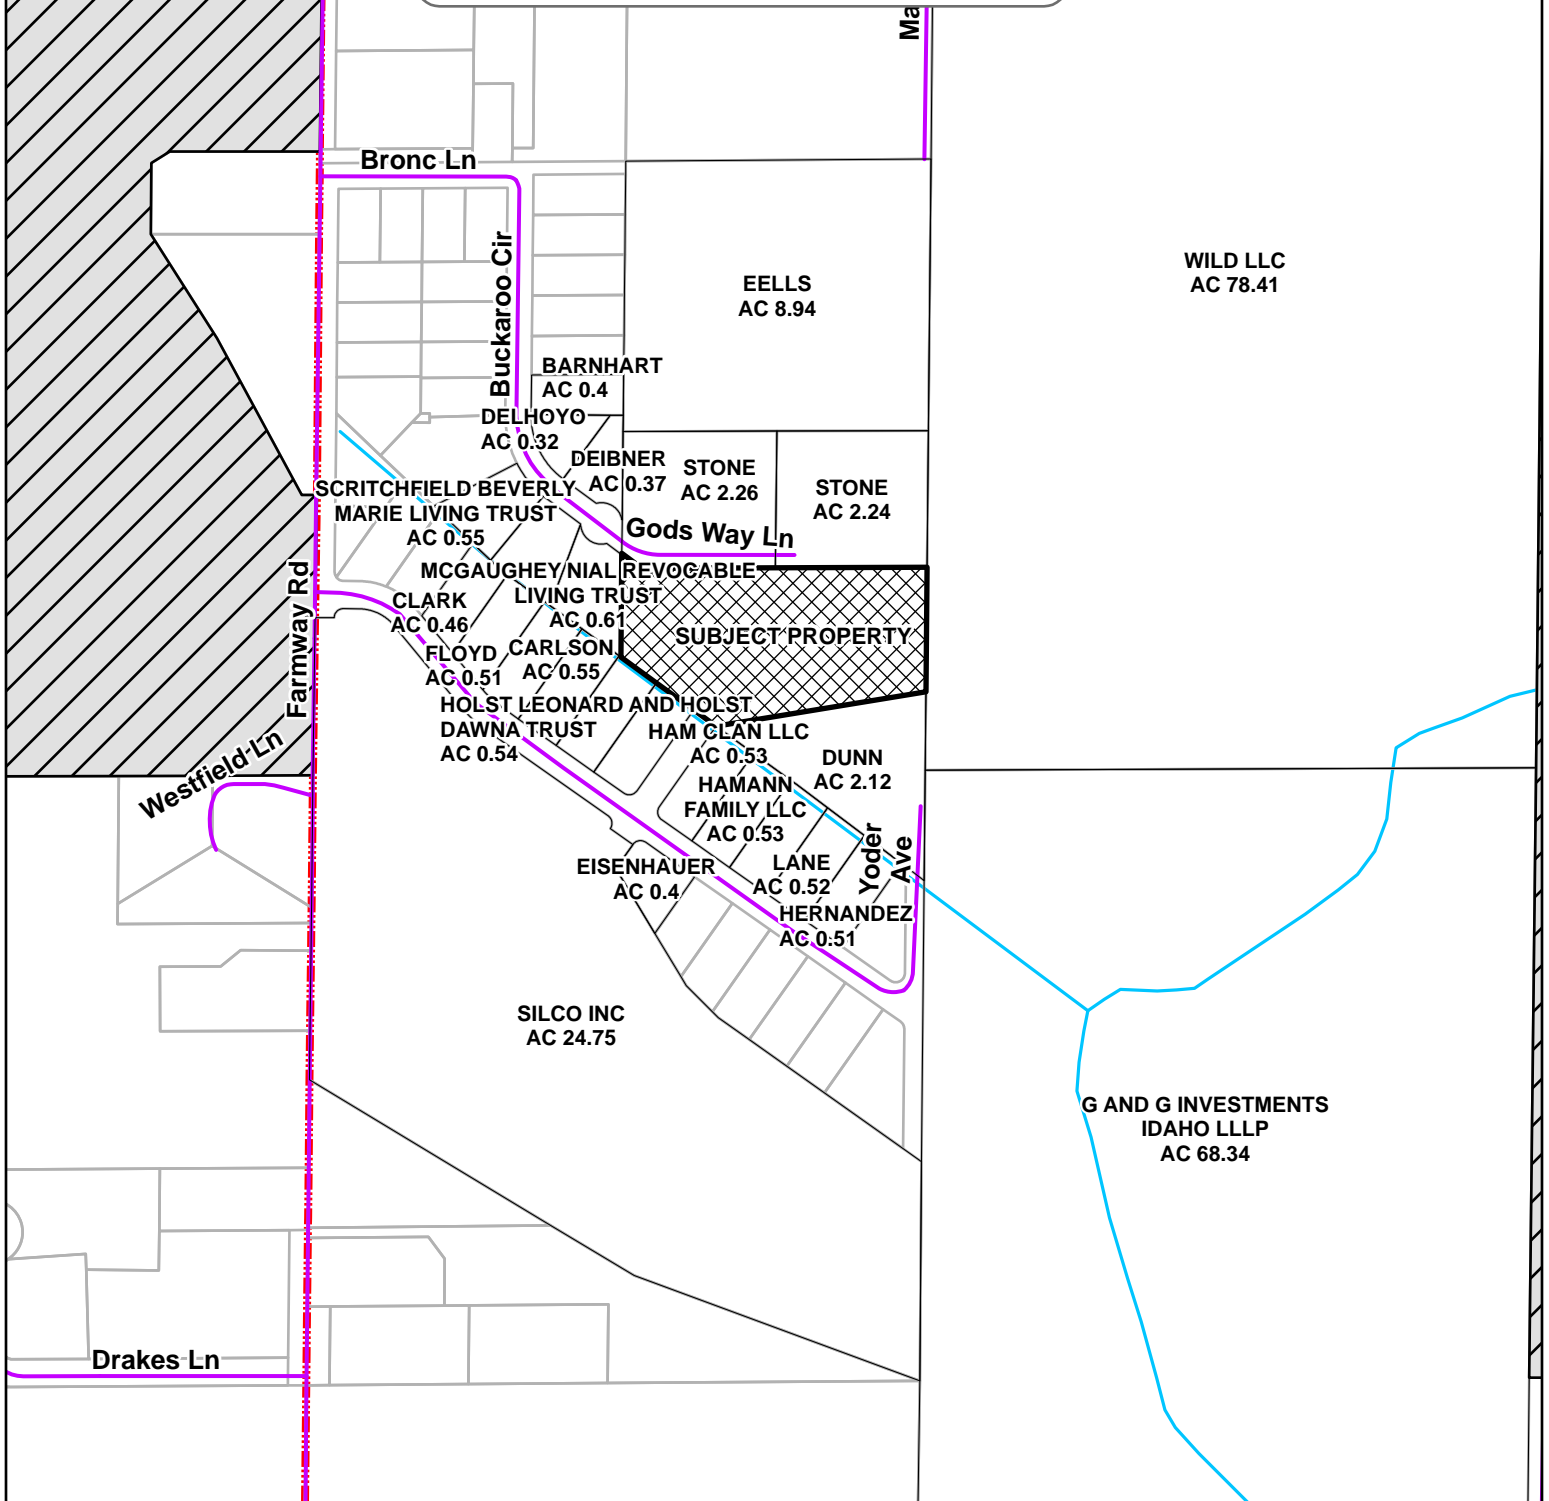 Ma
Bronc Ln
WILD LLC
AC 78.41
EELLS
AC 8.94
Buckaroo Cir
BARNHART
AC 0.4
DELHOYO
AC 0.32
DEIBNER
AC 0.37
STONE
AC 2.26
STONE
AC 2.24
SCRITCHFIELD BEVERLY
MARIE LIVING TRUST
AC 0.55
Gods Way Ln
MCGAUGHEY NIAL REVOCABLE
LIVING TRUST
AC 0.61
CLARK
AC 0.46
Farmway Rd
SUBJECT PROPERTY
FLOYD
AC 0.51
CARLSON
AC 0.55
HOLST LEONARD AND HOLST
DAWNA TRUST
AC 0.54
HAM CLAN LLC
AC 0.53
DUNN
AC 2.12
Westfield Ln
HAMANN
FAMILY LLC
AC 0.53
Yoder
Ave
EISENHAUER
AC 0.4
LANE
AC 0.52
HERNANDEZ
AC 0.51
SILCO INC
AC 24.75
G AND G INVESTMENTS
IDAHO LLLP
AC 68.34
Drakes Ln